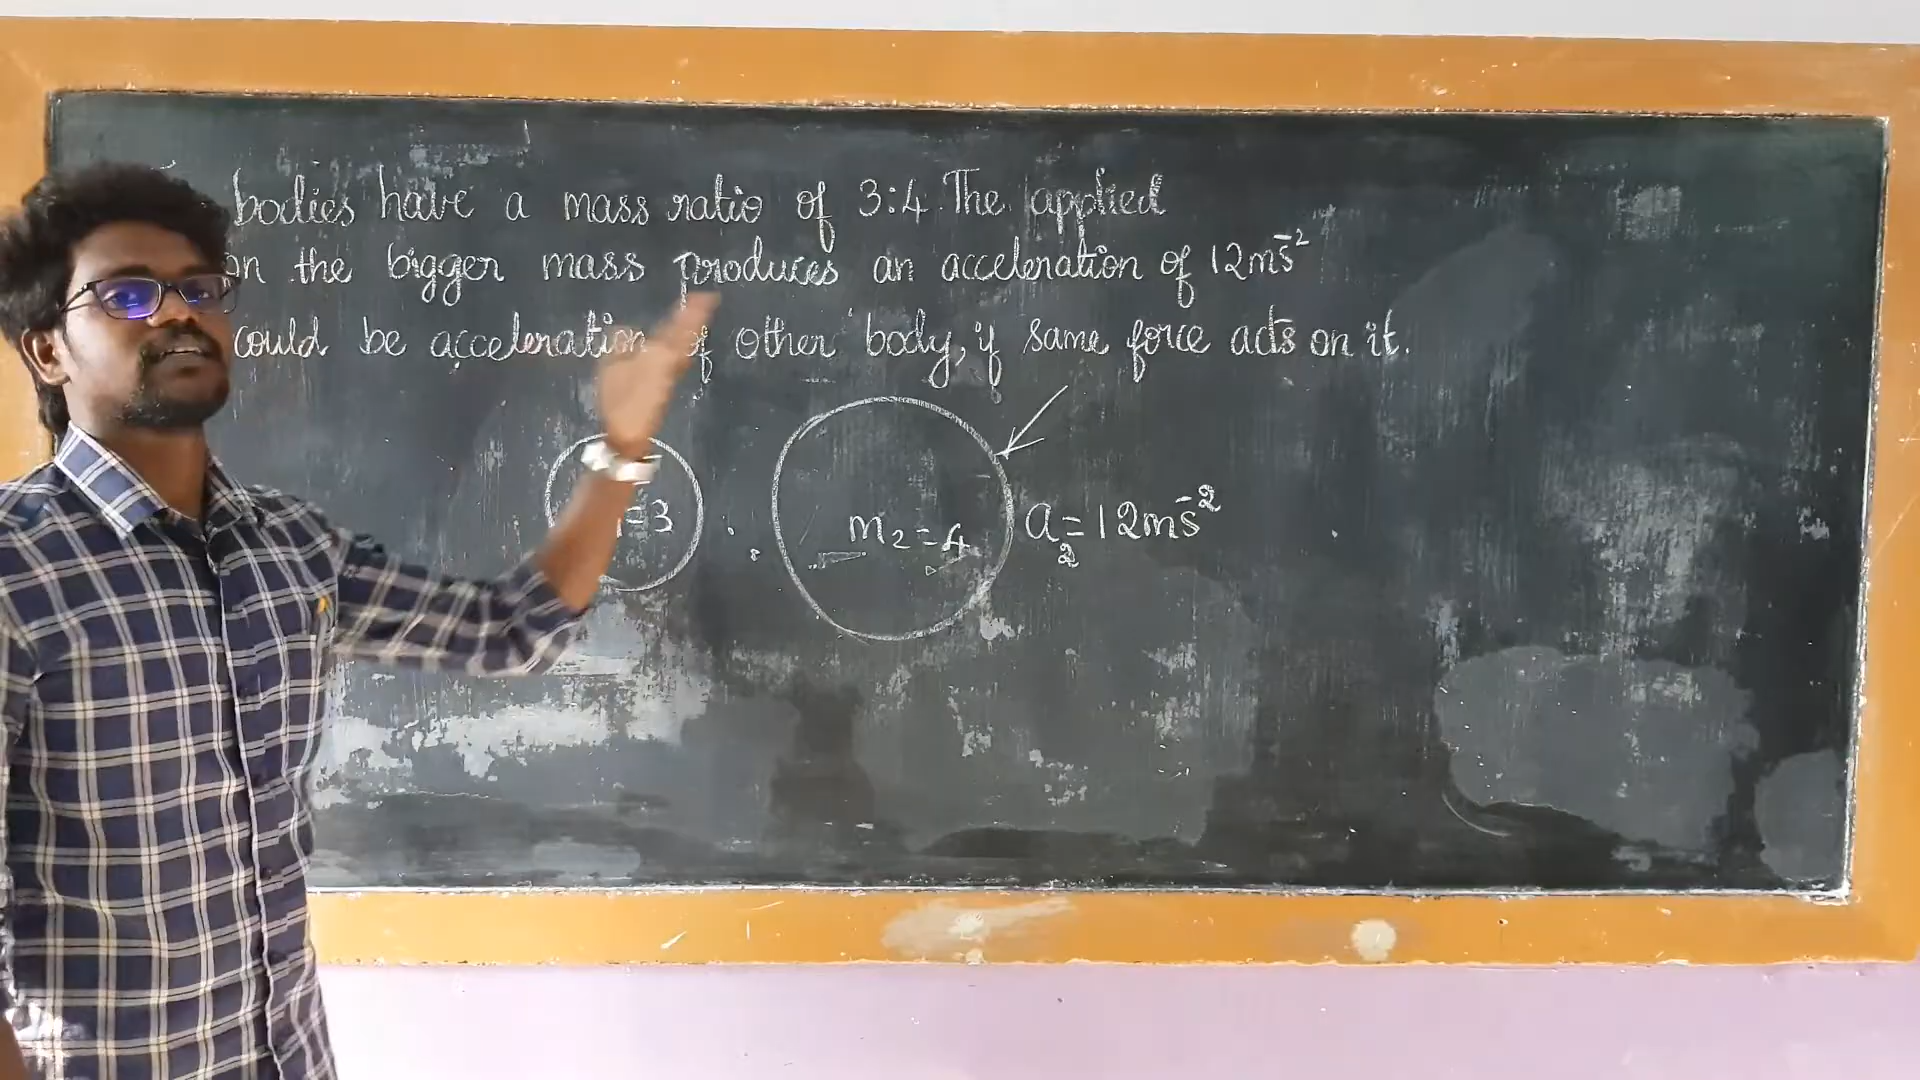 bodies have a mass ratio of 3:4. The applied
on the bigger mass produces an acceleration of 12ms⁻²
could be acceleration of other body, if same force acts on it.
=3 : m₂=4 a₂=12ms⁻²